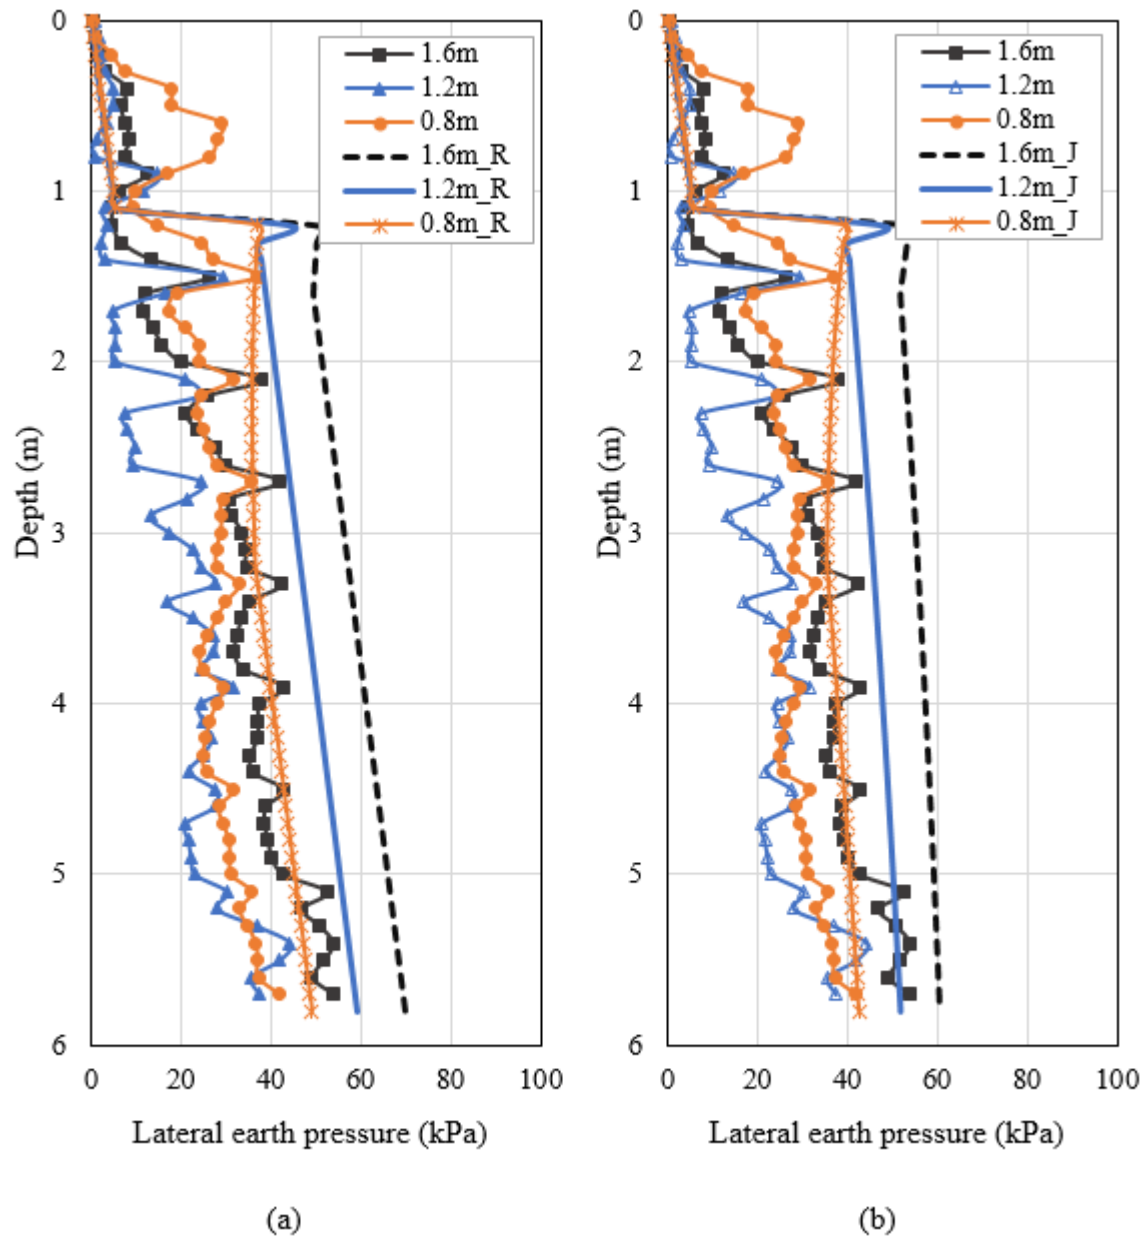 0
1
2
3
4
5
6
0 20 40 60 80 100
Depth (m)
Lateral earth pressure (kPa)
1.6m
1.2m
0.8m
1.6m_R
1.2m_R
0.8m_R
(a)
0
1
2
3
4
5
6
0 20 40 60 80 100
Depth (m)
Lateral earth pressure (kPa)
1.6m
1.2m
0.8m
1.6m_J
1.2m_J
0.8m_J
(b)